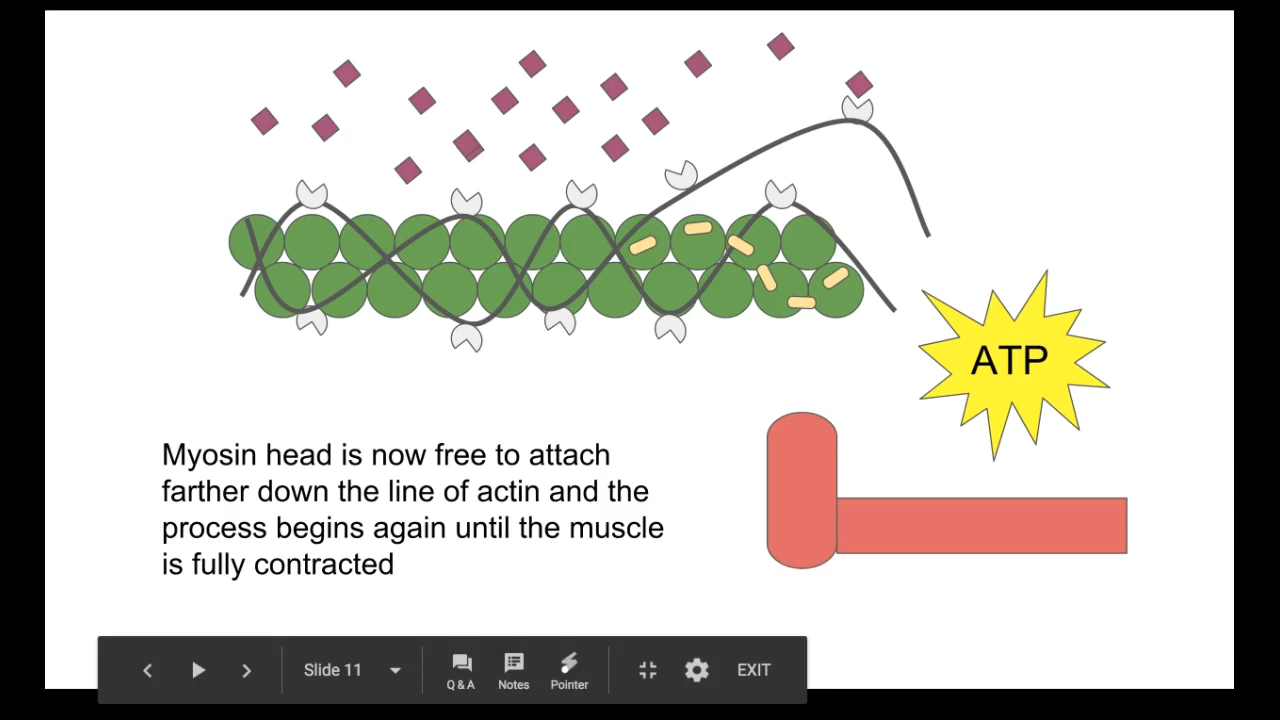 ATP
Myosin head is now free to attach
farther down the line of actin and the
process begins again until the muscle
is fully contracted
Slide 11
Q & A
Notes
Pointer
EXIT